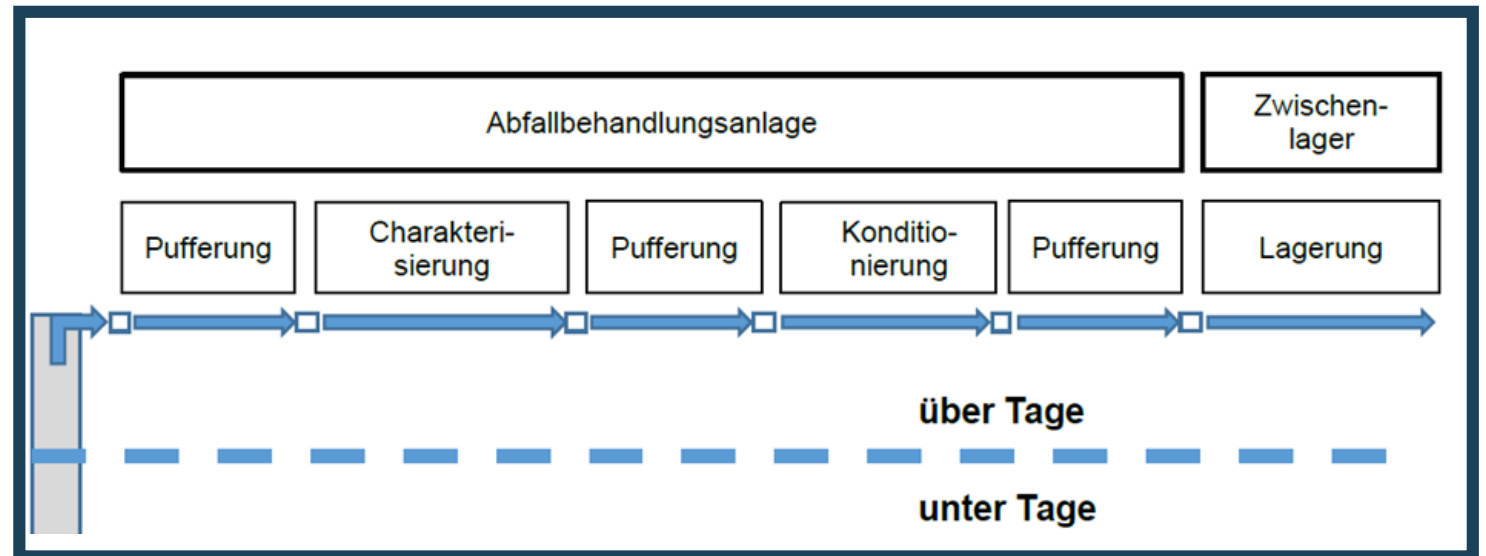 Abfallbehandlungsanlage
Zwischen-
lager
Pufferung
Charakteri-
sierung
Pufferung
Konditio-
nierung
Pufferung
Lagerung
über Tage
unter Tage